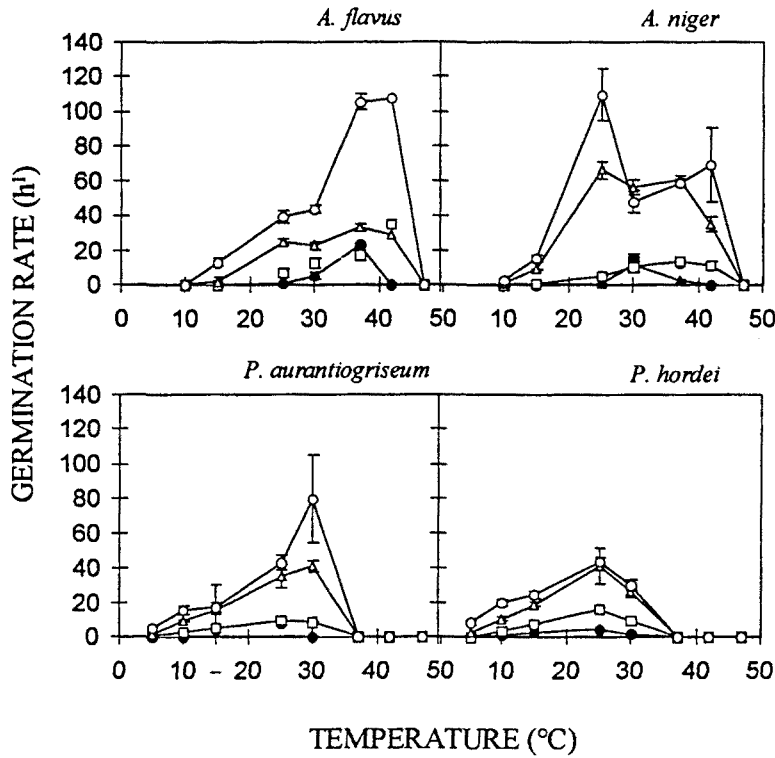 A. flavus A. niger
140
120
100
80
60
40
20
0
0 10 20 30 40 50 10 20 30 40 50
P. aurantiogriseum P. hordei
140
120
100
80
60
40
20
0
0 10 – 20 30 40 50 10 20 30 40 50
GERMINATION RATE (h¹)
TEMPERATURE (°C)